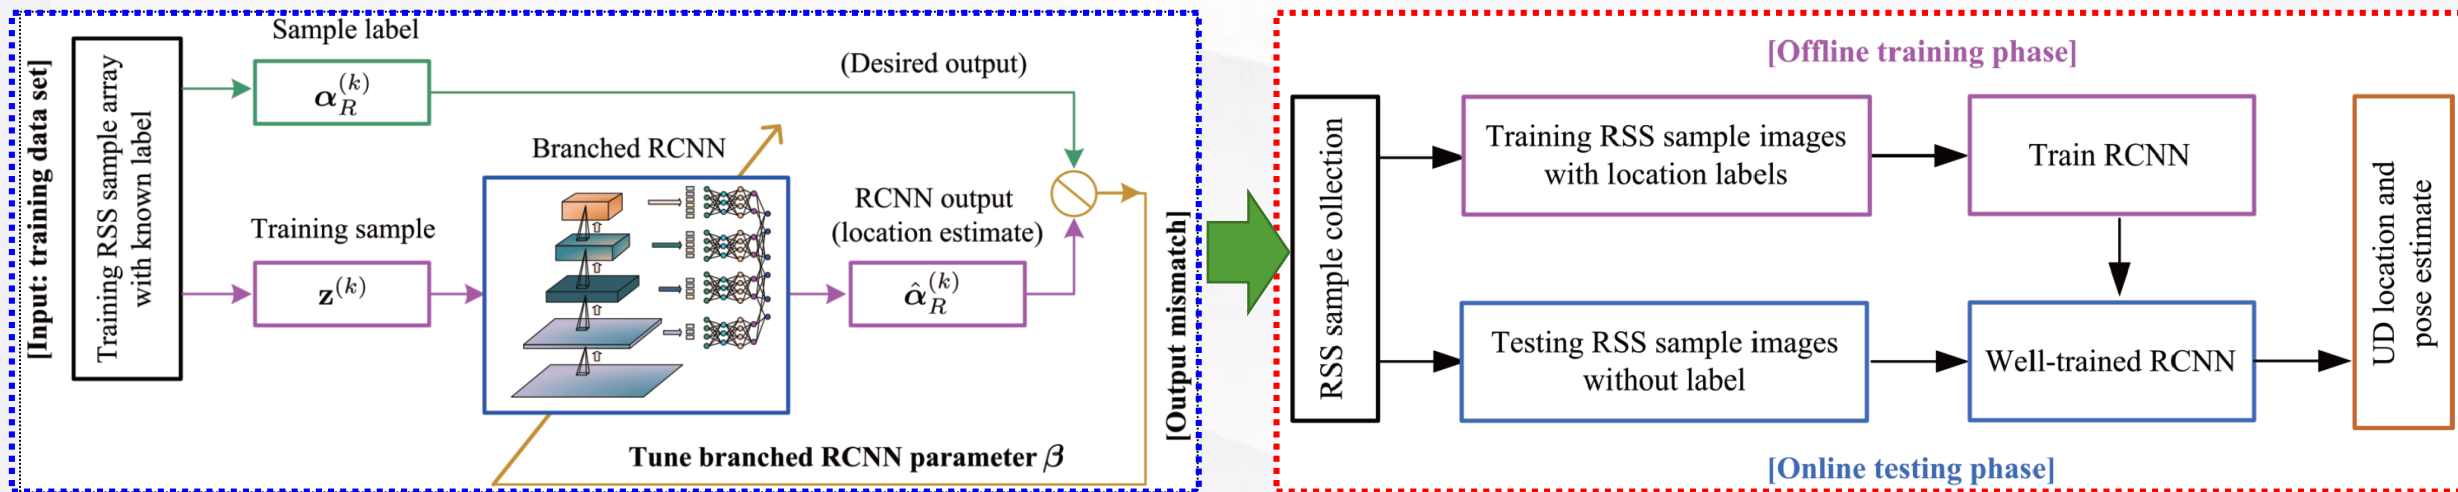 [Input: training data set]
Training RSS sample array
with known label
Sample label
α_R^(k)
(Desired output)
Training sample
z^(k)
Branched RCNN
RCNN output
(location estimate)
α̂_R^(k)
[Output mismatch]
Tune branched RCNN parameter β
[Offline training phase]
RSS sample collection
Training RSS sample images
with location labels
Train RCNN
Testing RSS sample images
without label
Well-trained RCNN
UD location and
pose estimate
[Online testing phase]